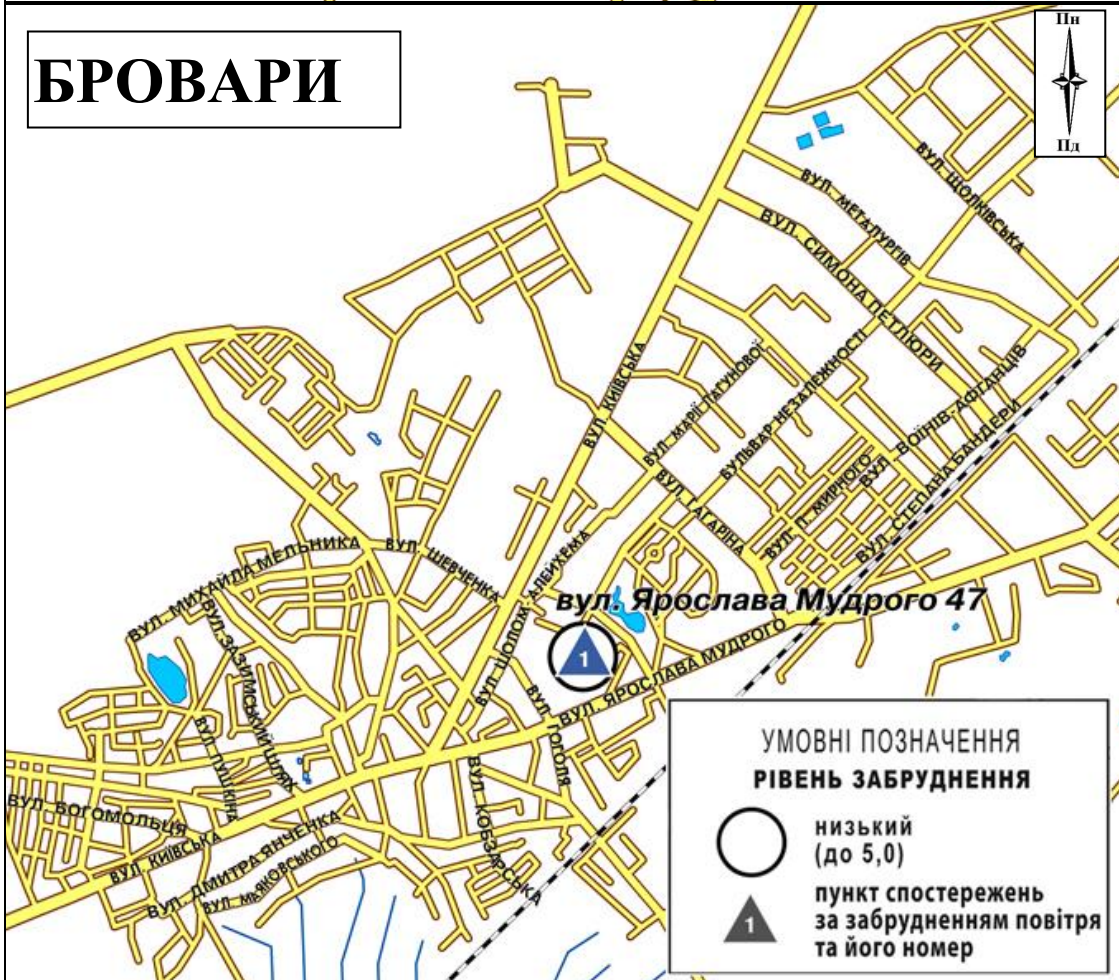 БРОВАРИ
Пн
Пд
ВУЛ. ЩОЛКІВСЬКА
ВУЛ. МЕТАЛУРГІВ
ВУЛ. СИМОНА ПЕТЛЮРИ
ВУЛ. КИЇВСЬКА
ВУЛ. МАРІЇ ЛАГУНОВОЇ
БУЛЬВАР НЕЗАЛЕЖНОСТІ
ВУЛ. ВОЇНІВ-АФГАНЦІВ
ВУЛ. П. МИРНОГО
ВУЛ. СТЕПАНА БАНДЕРИ
ВУЛ. ГАГАРІНА
ВУЛ. МИХАЙЛА МЕЛЬНИКА
ВУЛ. ШЕВЧЕНКА
ВУЛ. ШОЛОМ-АЛЕЙХЕМА
вул. Ярослава Мудрого 47
1
ВУЛ. ЗАЗИМСЬКИЙ ШЛЯХ
ВУЛ. ЯРОСЛАВА МУДРОГО
ВУЛ. ГОГОЛЯ
ВУЛ. ПУШКІНА
ВУЛ. КОБЗАРСЬКА
ВУЛ. БОГОМОЛЬЦЯ
ВУЛ. КИЇВСЬКА
ВУЛ. ДМИТРА ЯНЧЕНКА
УМОВНІ ПОЗНАЧЕННЯ
РІВЕНЬ ЗАБРУДНЕННЯ
низький
(до 5,0)
1
пункт спостережень
за забрудненням повітря
та його номер